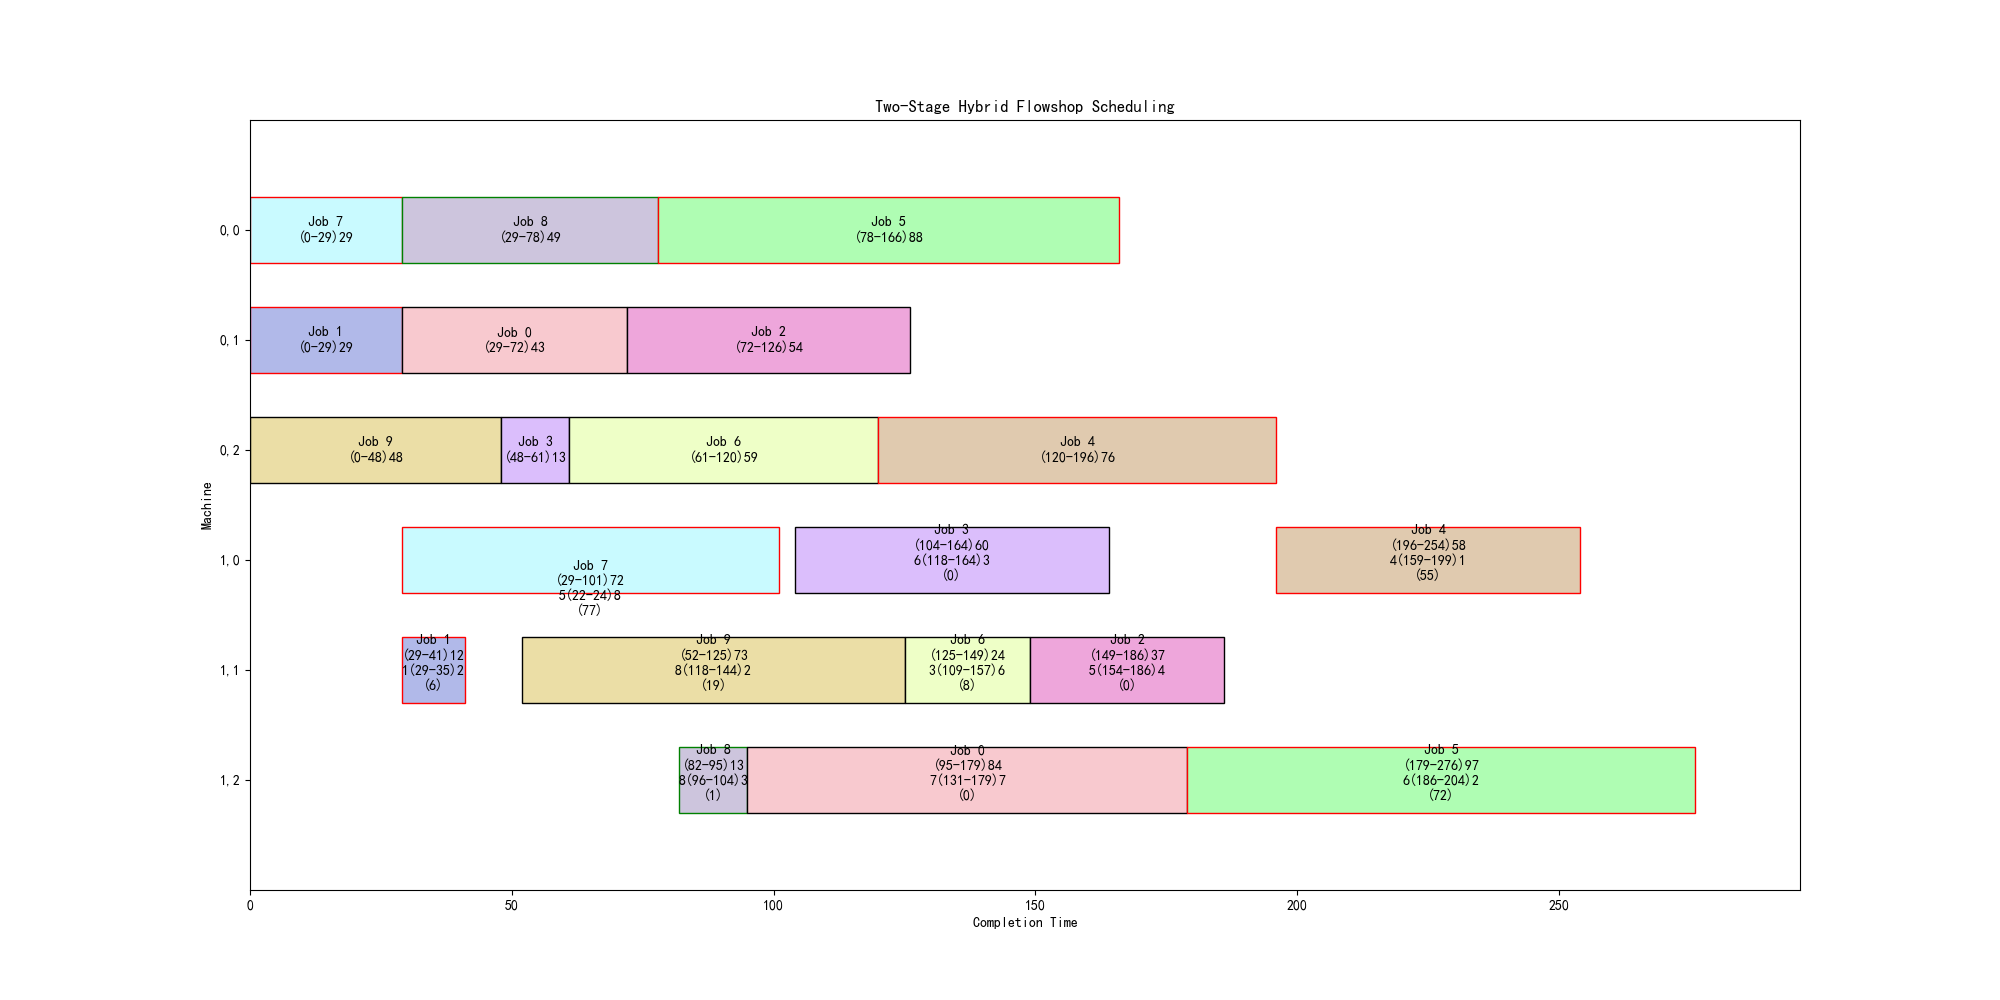 Two-Stage Hybrid Flowshop Scheduling
0,0
Job 7
(0-29)29
Job 8
(29-78)49
Job 5
(78-166)88
0,1
Job 1
(0-29)29
Job 0
(29-72)43
Job 2
(72-126)54
0,2
Job 9
(0-48)48
Job 3
(48-61)13
Job 6
(61-120)59
Job 4
(120-196)76
Machine
1,0
Job 7
(29-101)72
5(22-24)8
(77)
Job 3
(104-164)60
6(118-164)3
(0)
Job 4
(196-254)58
4(159-199)1
(55)
1,1
Job 1
(29-41)12
1(29-35)2
(6)
Job 9
(52-125)73
8(118-144)2
(19)
Job 6
(125-149)24
3(109-157)6
(8)
Job 2
(149-186)37
5(154-186)4
(0)
1,2
Job 8
(82-95)13
8(96-104)3
(1)
Job 0
(95-179)84
7(131-179)7
(0)
Job 5
(179-276)97
6(186-204)2
(72)
0
50
100
150
200
250
Completion Time